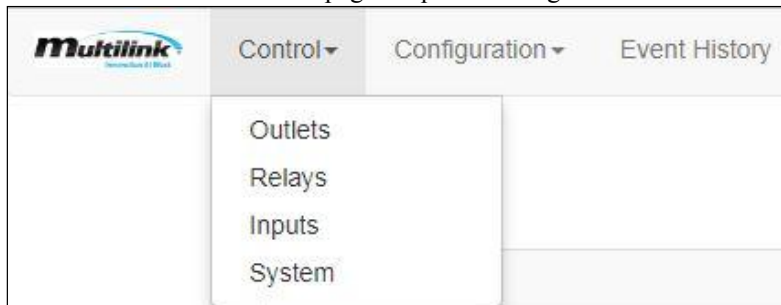 Multilink
Control
Configuration
Event History
Outlets
Relays
Inputs
System